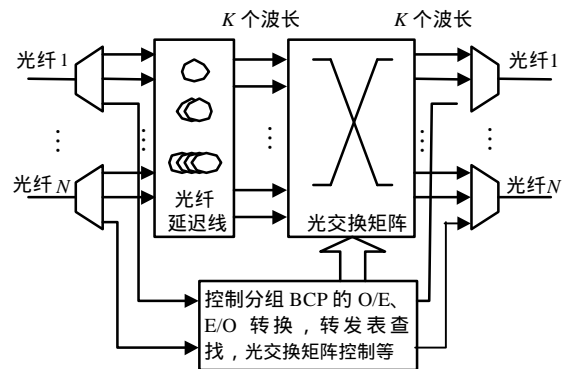 K 个波长
K 个波长
光纤 1
光纤1
光纤 N
光纤N
光纤
延迟线
光交换矩阵
控制分组 BCP 的 O/E、
E/O 转换，转发表查
找，光交换矩阵控制等